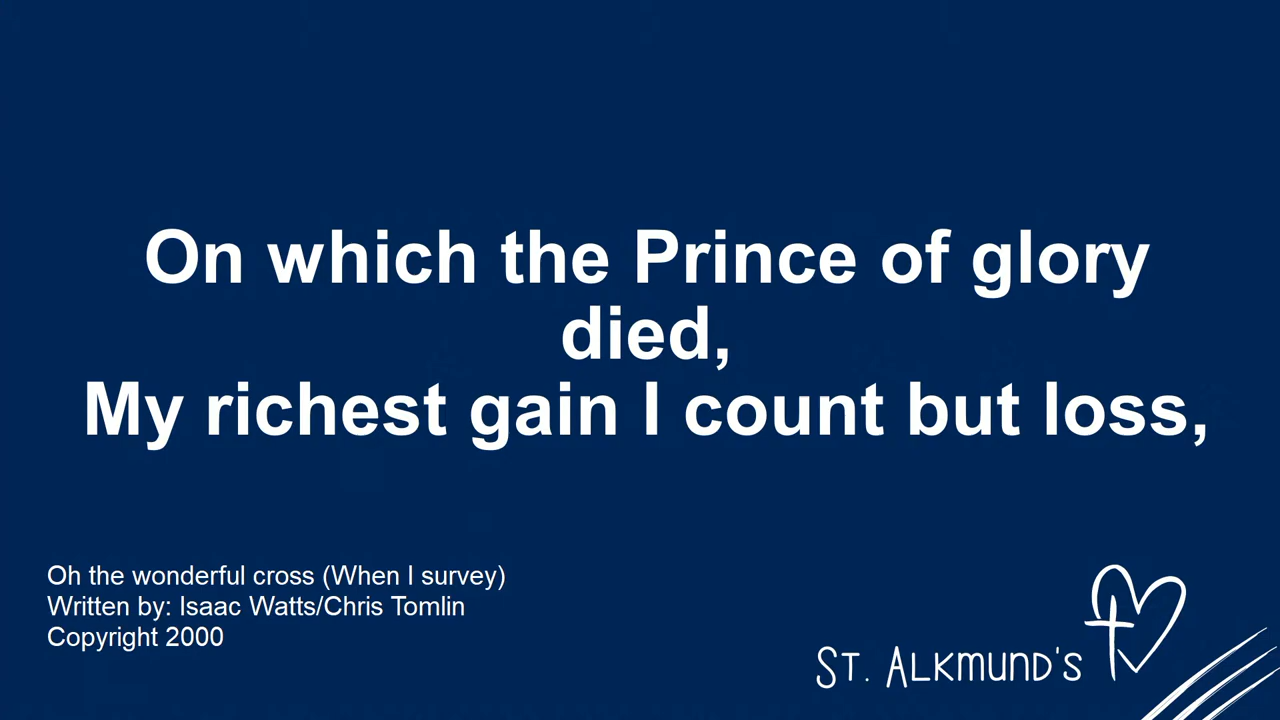 On which the Prince of glory
died,
My richest gain I count but loss,
Oh the wonderful cross (When I survey)
Written by: Isaac Watts/Chris Tomlin
Copyright 2000
St. Alkmund's